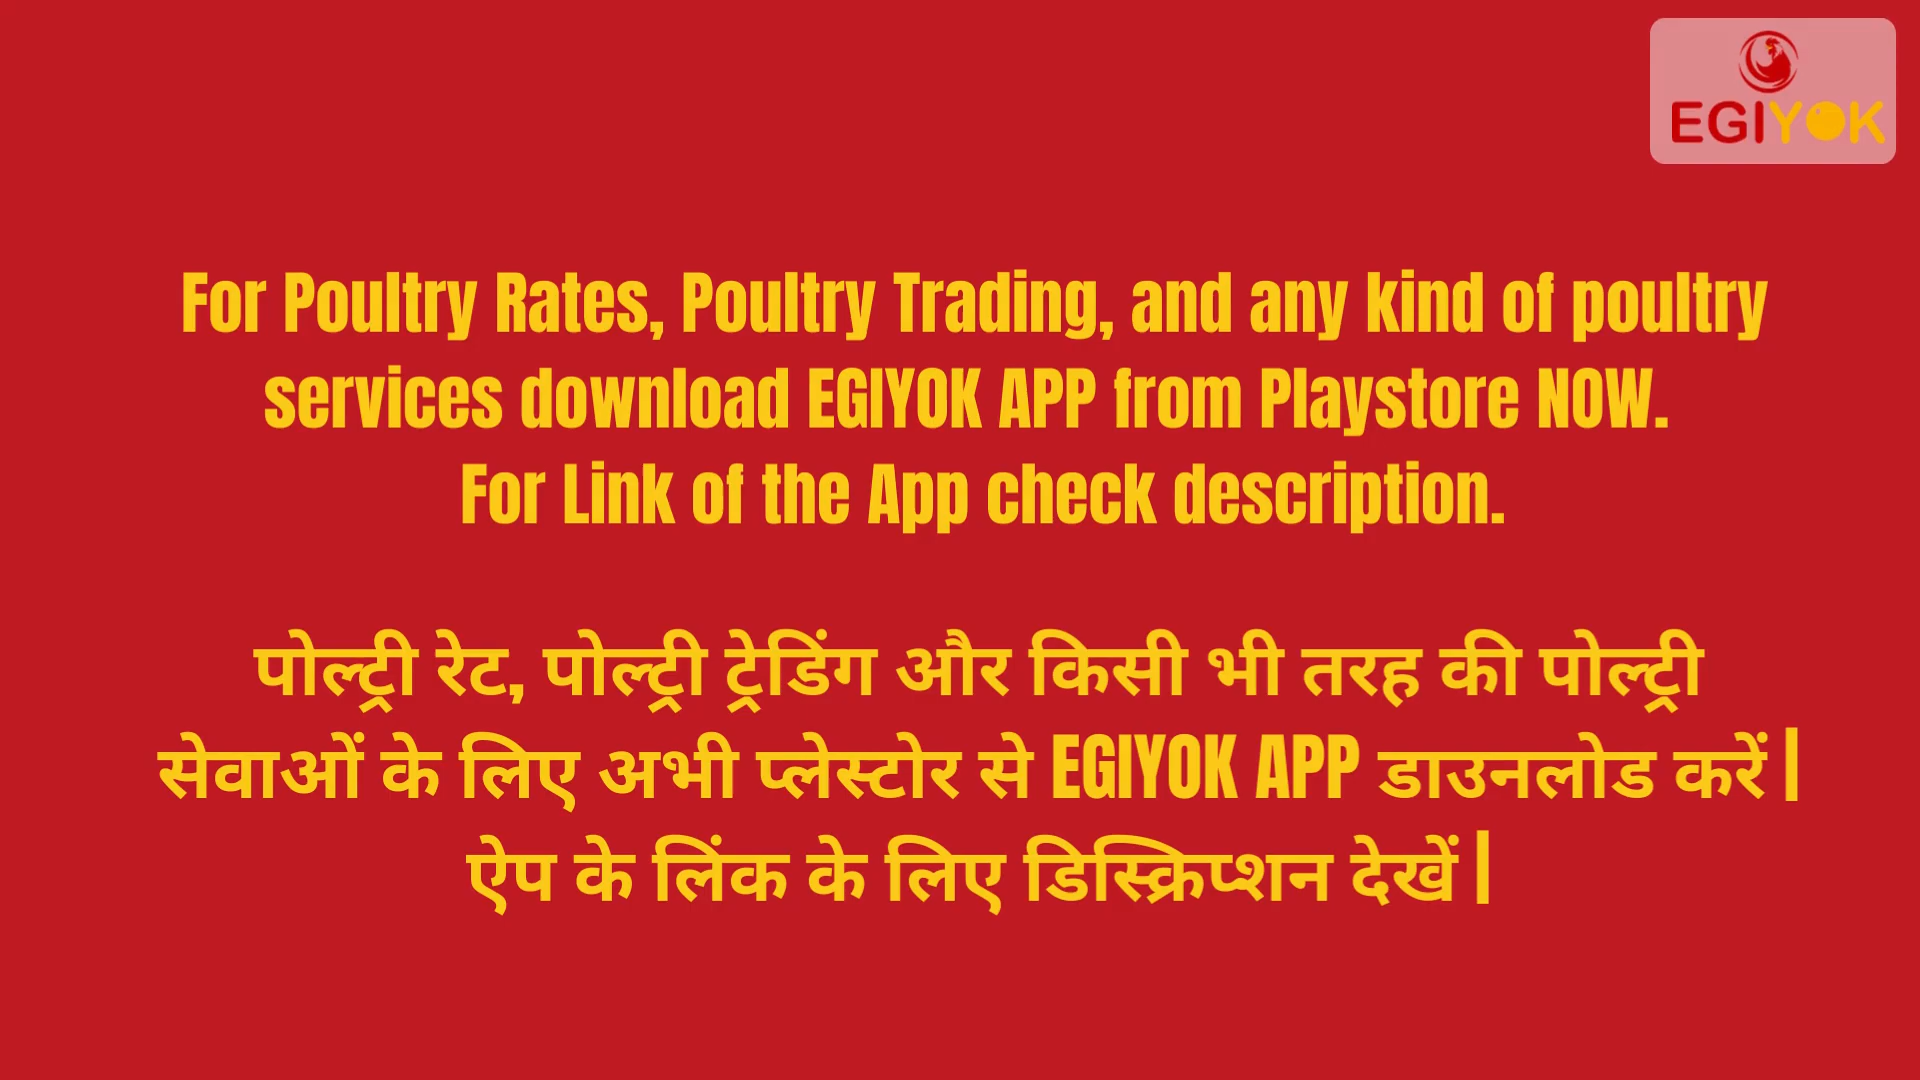 EGIYOK
For Poultry Rates, Poultry Trading, and any kind of poultry
services download EGIYOK APP from Playstore NOW.
For Link of the App check description.
पोल्ट्री रेट, पोल्ट्री ट्रेडिंग और किसी भी तरह की पोल्ट्री
सेवाओं के लिए अभी प्लेस्टोर से EGIYOK APP डाउनलोड करें|
ऐप के लिंक के लिए डिस्क्रिप्शन देखें|